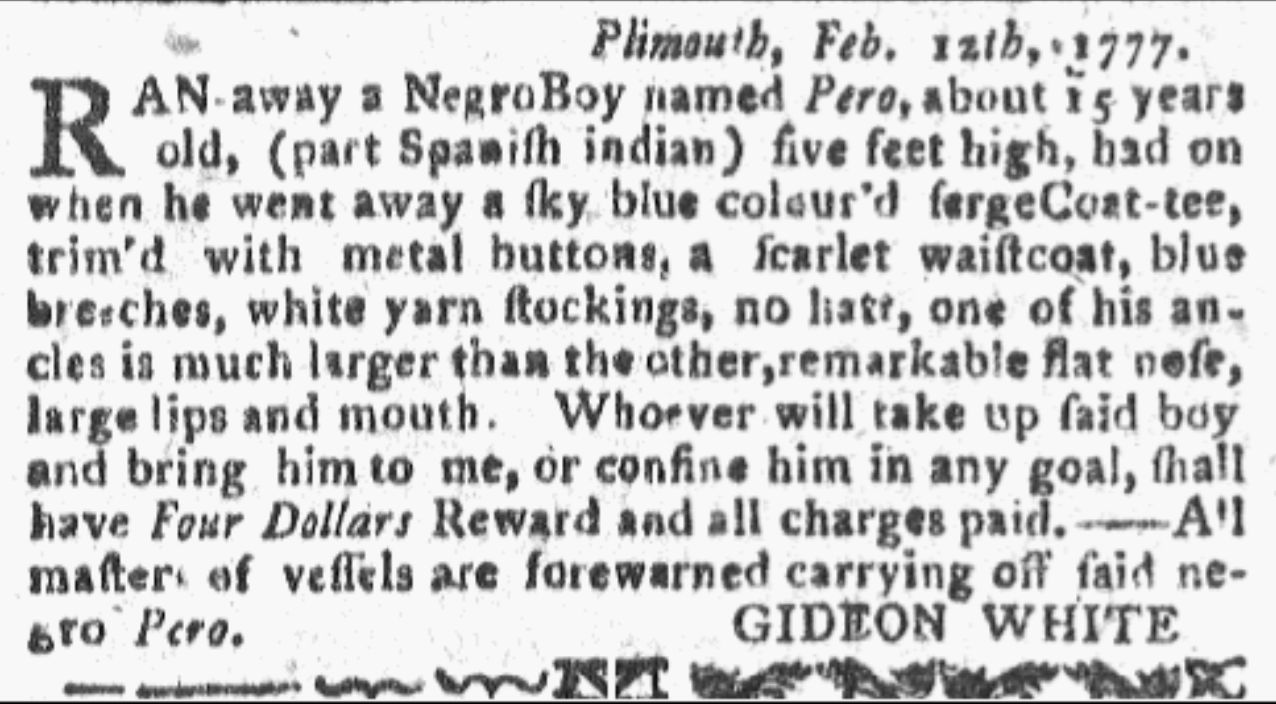 Plimouth, Feb. 12th, 1777.
RAN-away a NegroBoy named Pero, about 15 years
old, (part Spaniſh indian) five feet high, had on
when he went away a ſky blue colour'd ſergeCoat-tee,
trim'd with metal buttons, a ſcarlet waiſtcoat, blue
breeches, white yarn ſtockings, no hatt, one of his an-
cles is much larger than the other,remarkable flat noſe,
large lips and mouth. Whoever will take up ſaid boy
and bring him to me, or confine him in any goal, ſhall
have Four Dollars Reward and all charges paid.——All
maſters of veſſels are forewarned carrying off ſaid ne-
gro Pero. GIDEON WHITE